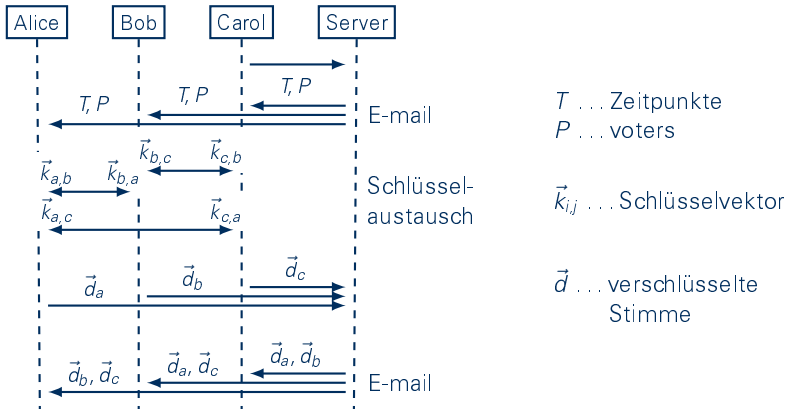 Alice Bob Carol Server
T, P T, P T, P
E-mail
T ... Zeitpunkte
P ... voters
k⃗b,c k⃗c,b
k⃗a,b k⃗b,a
k⃗a,c k⃗c,a
Schlüssel-
austausch
k⃗i,j ... Schlüsselvektor
d⃗a d⃗b d⃗c
d⃗ ... verschlüsselte
Stimme
d⃗b, d⃗c d⃗a, d⃗c d⃗a, d⃗b
E-mail